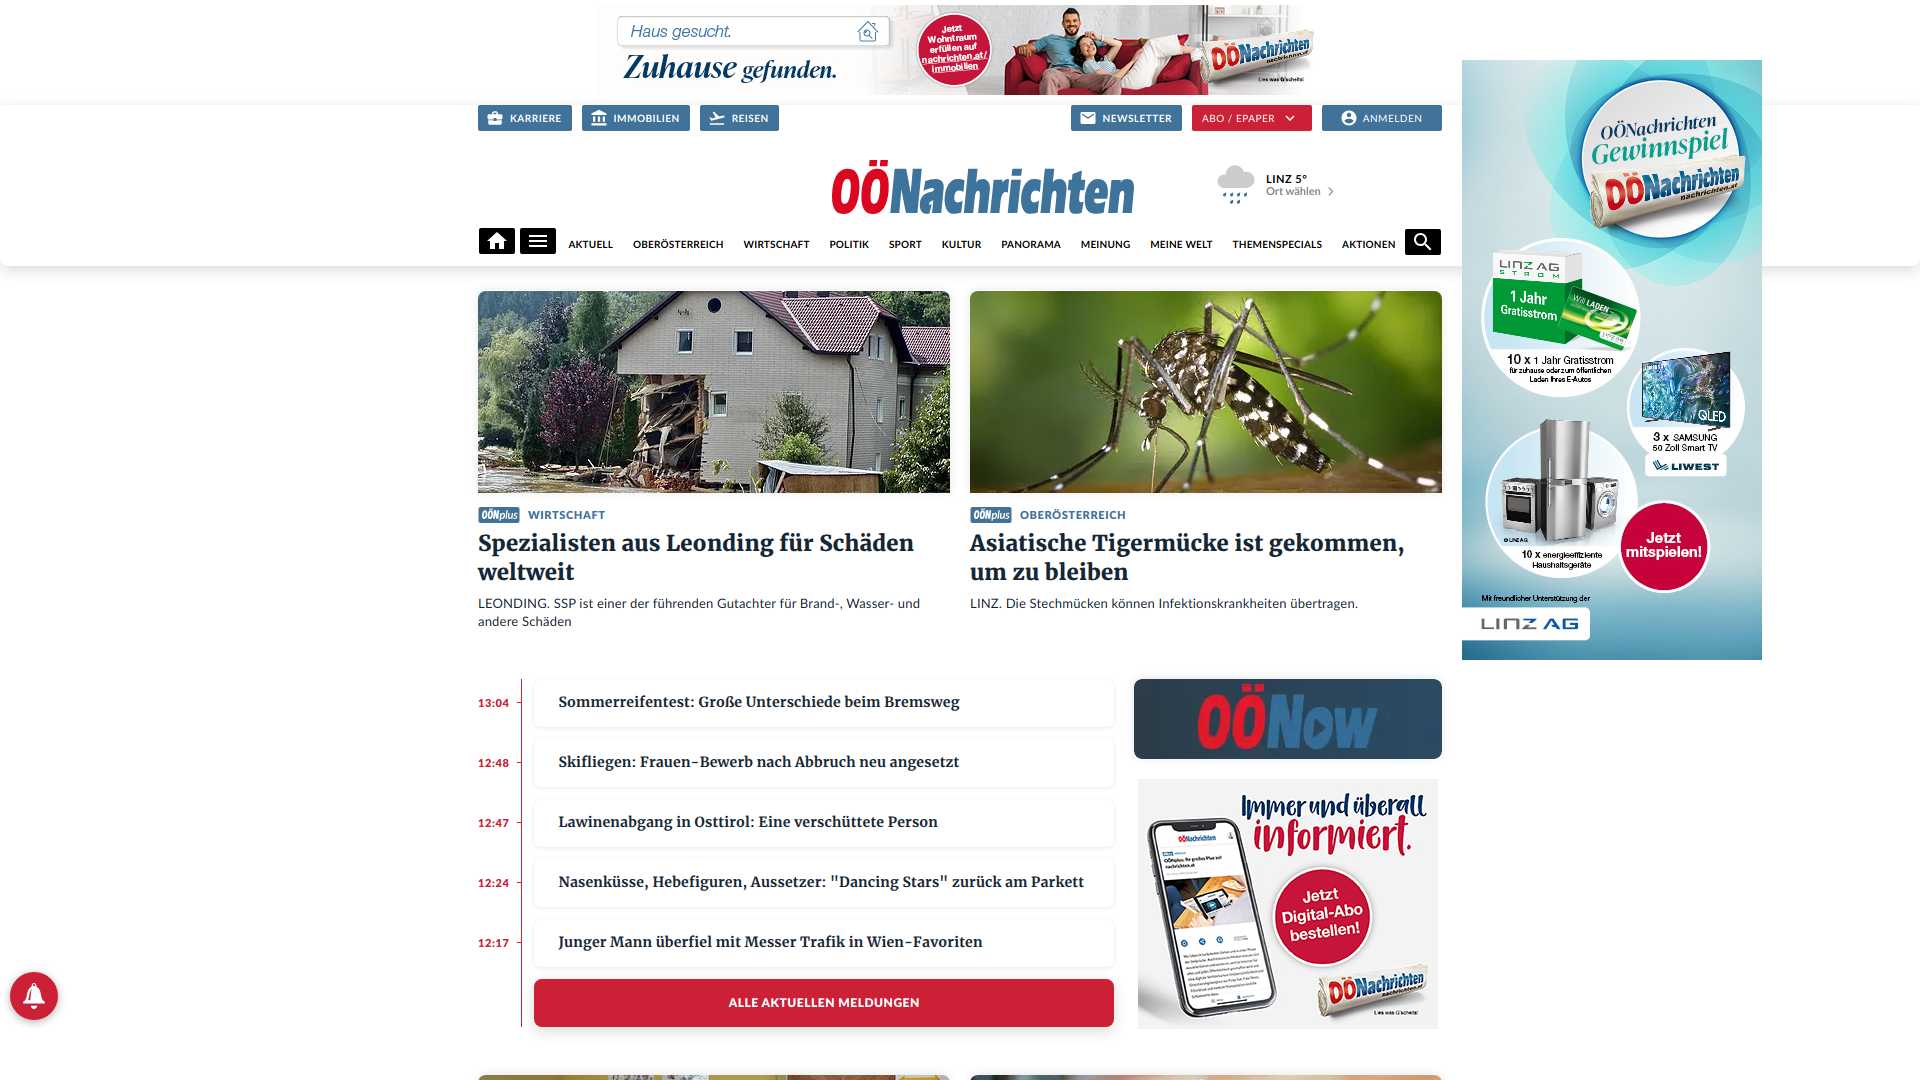 Haus gesucht.
Zuhause gefunden.
Jetzt
Wohntraum
erfüllen auf
nachrichten.at/
immobilien
OÖNachrichten
nachrichten.at
Lies was G'scheits!
KARRIERE
IMMOBILIEN
REISEN
NEWSLETTER
ABO / EPAPER
ANMELDEN
OÖNachrichten
LINZ 5°
Ort wählen
AKTUELL
OBERÖSTERREICH
WIRTSCHAFT
POLITIK
SPORT
KULTUR
PANORAMA
MEINUNG
MEINE WELT
THEMENSPECIALS
AKTIONEN
OÖNachrichten
Gewinnspiel
OÖNachrichten
nachrichten.at
LINZ AG
STROM
1 Jahr
Gratisstrom
LADEN
10 x 1 Jahr Gratisstrom
für zuhause oder zum öffentlichen
Laden Ihres E-Autos
QLED
3 x SAMSUNG
50 Zoll Smart TV
LIWEST
© LINZ AG
10 x energieeffiziente
Haushaltsgeräte
Jetzt
mitspielen!
Mit freundlicher Unterstützung der
LINZ AG
OÖNplus WIRTSCHAFT
Spezialisten aus Leonding für Schäden
weltweit
LEONDING. SSP ist einer der führenden Gutachter für Brand-, Wasser- und
andere Schäden
OÖNplus OBERÖSTERREICH
Asiatische Tigermücke ist gekommen,
um zu bleiben
LINZ. Die Stechmücken können Infektionskrankheiten übertragen.
13:04 Sommerreifentest: Große Unterschiede beim Bremsweg
12:48 Skifliegen: Frauen-Bewerb nach Abbruch neu angesetzt
12:47 Lawinenabgang in Osttirol: Eine verschüttete Person
12:24 Nasenküsse, Hebefiguren, Aussetzer: "Dancing Stars" zurück am Parkett
12:17 Junger Mann überfiel mit Messer Trafik in Wien-Favoriten
ALLE AKTUELLEN MELDUNGEN
OÖNow
Immer und überall
informiert.
OÖNachrichten
Jetzt
Digital-Abo
bestellen!
OÖNachrichten
nachrichten.at
Lies was G'scheits!